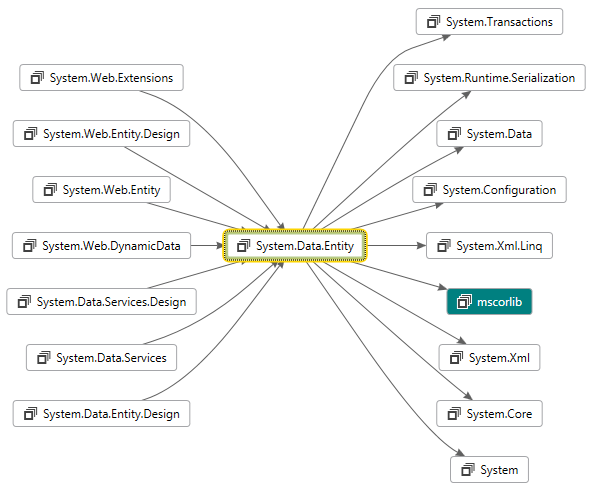 System.Transactions
System.Web.Extensions
System.Runtime.Serialization
System.Web.Entity.Design
System.Data
System.Web.Entity
System.Configuration
System.Web.DynamicData
System.Data.Entity
System.Xml.Linq
System.Data.Services.Design
mscorlib
System.Data.Services
System.Xml
System.Data.Entity.Design
System.Core
System